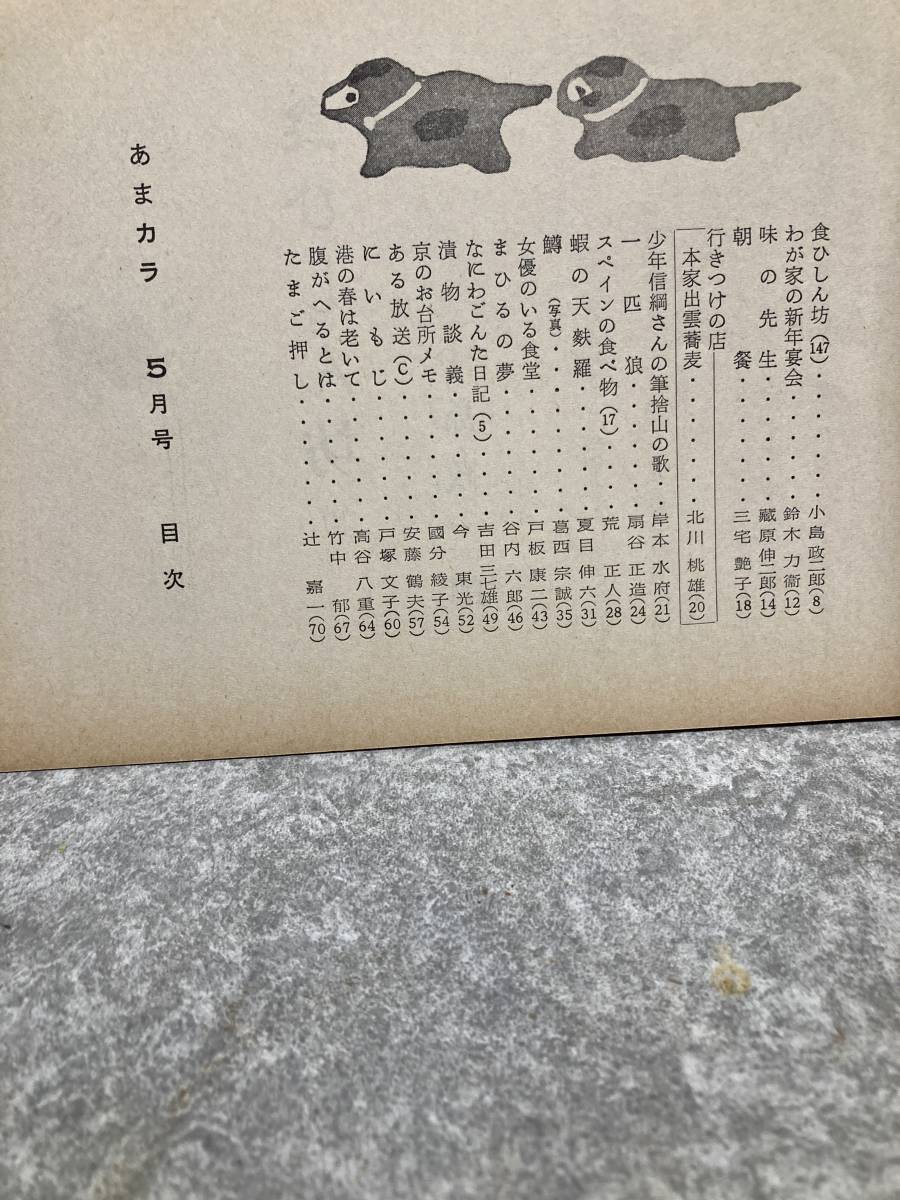 食ひしん坊(147)・・・・・・小島政二郎(8)
わが家の新年宴会・・・・・鈴木力衞(12)
味の先生・・・・・蔵原伸二郎(14)
朝餐・・・・・・三宅艶子(18)
行きつけの店
本家出雲蕎麦・・・・・・北川桃雄(20)
少年信綱さんの筆捨山の歌・・岸本水府(21)
一匹狼・・・・・・扇谷正造(24)
スペインの食べ物(17)・・・・荒正人(28)
蝦の天麩羅・・・・・・夏目伸六(31)
鱒(写真)・・・・・・・葛西宗誠(35)
女優のいる食堂・・・・・・戸板康二(43)
まひるの夢・・・・・・谷内六郎(46)
なにわごんた日記(5)・・・吉田三七雄(49)
漬物談義・・・・・・今東光(52)
京のお台所メモ・・・・・國分綾子(54)
ある放送(C)・・・・・・安藤鶴夫(57)
にいもじ・・・・・・戸塚文子(60)
港の春は老いて・・・・・・高谷八重(64)
腹がへるとは・・・・・・竹中郁(67)
たまご押し・・・・・・辻嘉一(70)
あまカラ 5月号 目次